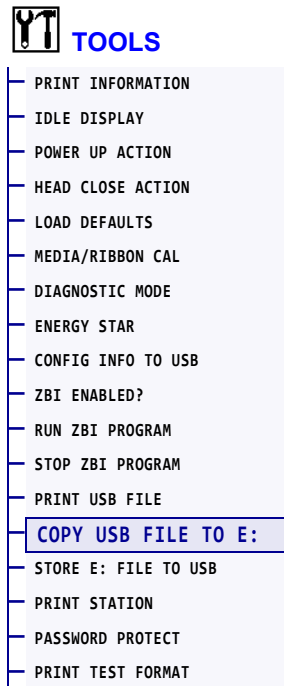 TOOLS
PRINT INFORMATION
IDLE DISPLAY
POWER UP ACTION
HEAD CLOSE ACTION
LOAD DEFAULTS
MEDIA/RIBBON CAL
DIAGNOSTIC MODE
ENERGY STAR
CONFIG INFO TO USB
ZBI ENABLED?
RUN ZBI PROGRAM
STOP ZBI PROGRAM
PRINT USB FILE
COPY USB FILE TO E:
STORE E: FILE TO USB
PRINT STATION
PASSWORD PROTECT
PRINT TEST FORMAT